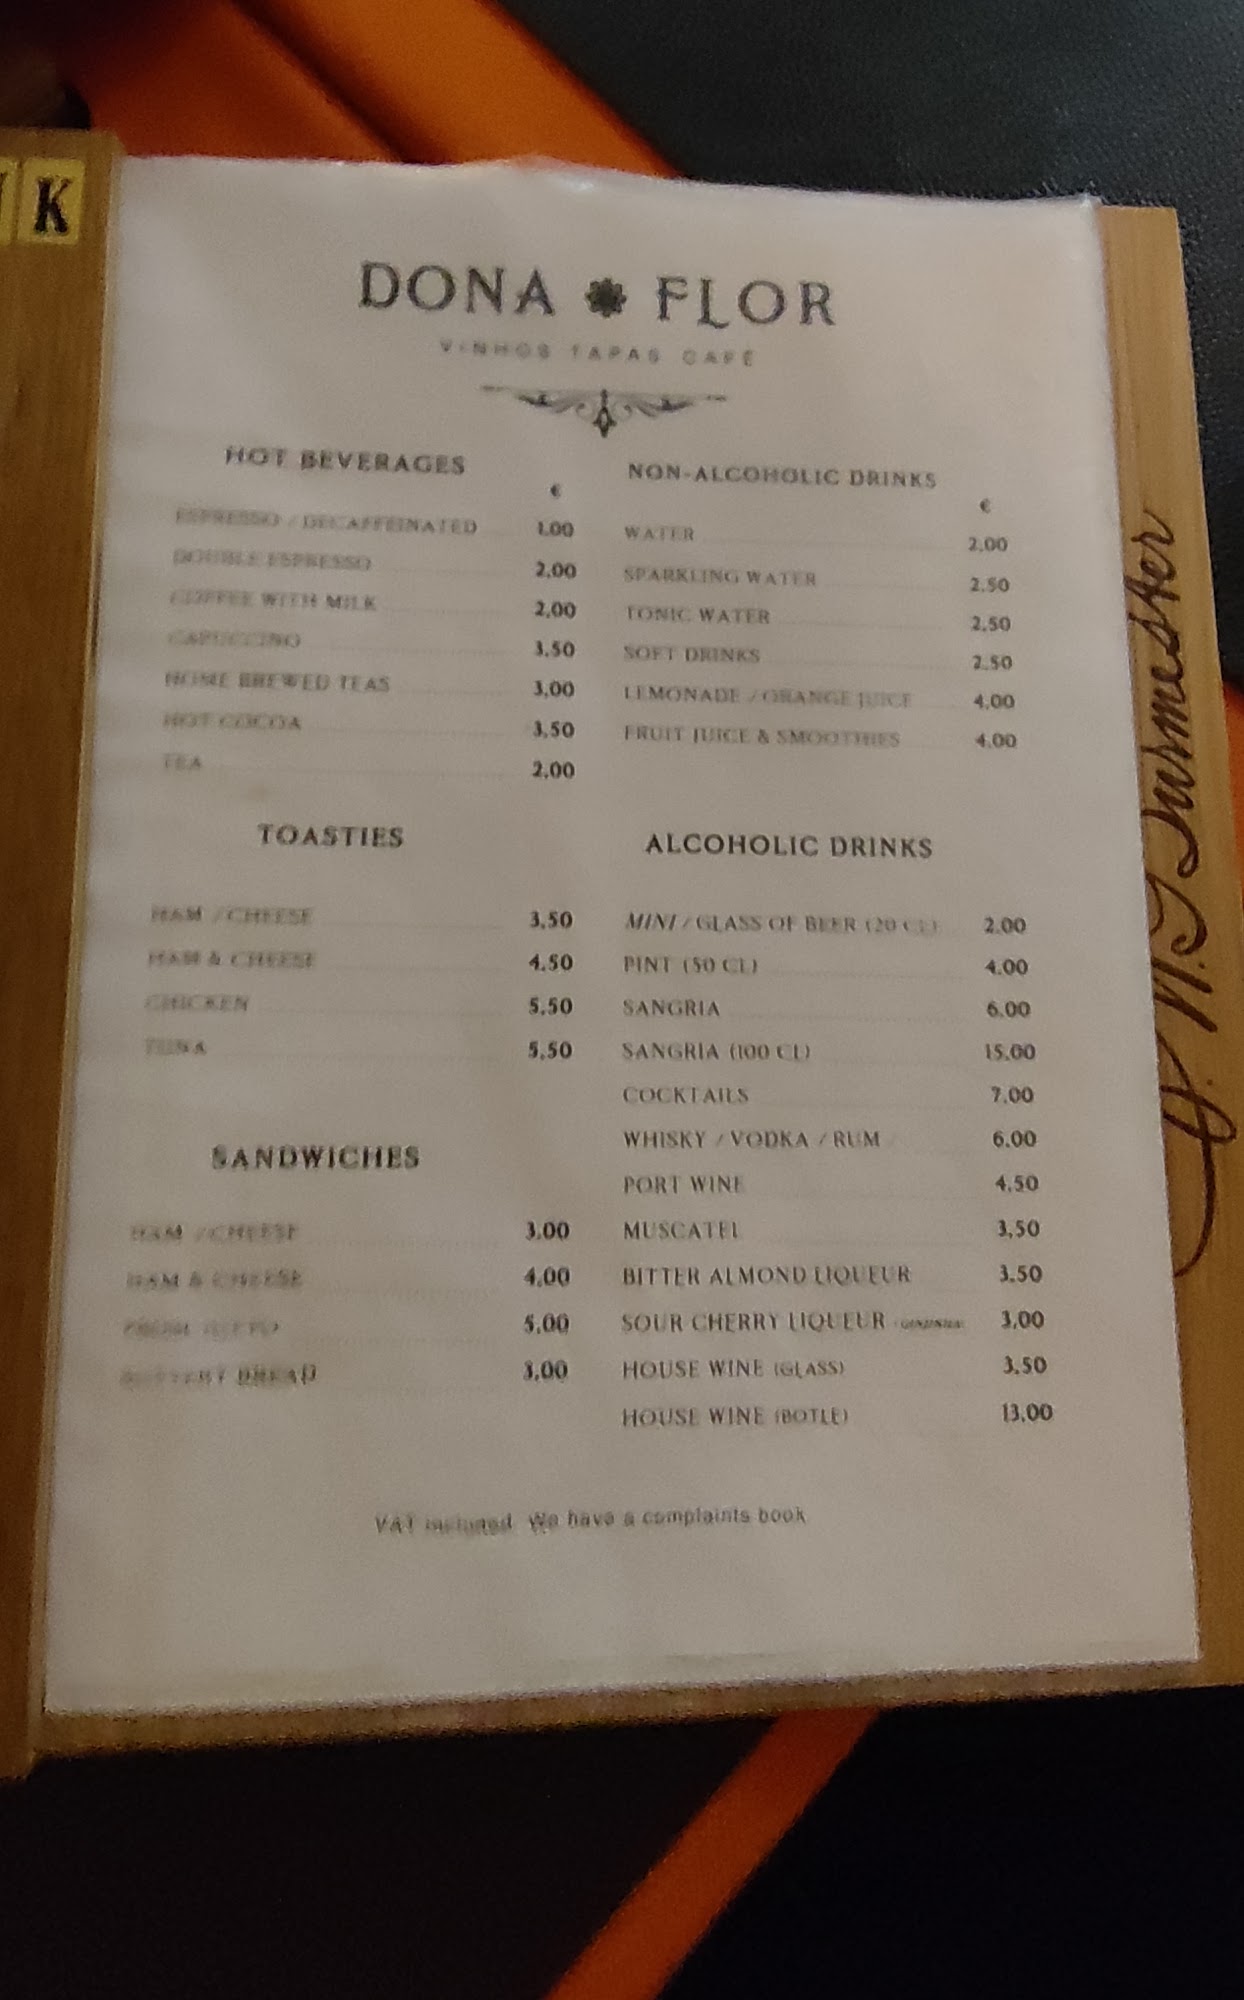 K
DONA FLOR
VINHOS TAPAS CAFÉ
HOT BEVERAGES
€
ESPRESSO / DECAFFEINATED 1.00
DOUBLE ESPRESSO 2.00
COFFEE WITH MILK 2.00
CAPUCCINO 3.50
HOME BREWED TEAS 3.00
HOT COCOA 3.50
TEA 2.00
TOASTIES
HAM / CHEESE 3.50
HAM & CHEESE 4.50
CHICKEN 5.50
TUNA 5.50
SANDWICHES
HAM / CHEESE 3.00
HAM & CHEESE 4.00
5.00
BREAD 3.00
NON-ALCOHOLIC DRINKS
€
WATER 2.00
SPARKLING WATER 2.50
TONIC WATER 2.50
SOFT DRINKS 2.50
LEMONADE / ORANGE JUICE 4.00
FRUIT JUICE & SMOOTHIES 4.00
ALCOHOLIC DRINKS
MINI / GLASS OF BEER (20 CL) 2.00
PINT (50 CL) 4.00
SANGRIA 6.00
SANGRIA (100 CL) 15.00
COCKTAILS 7.00
WHISKY / VODKA / RUM 6.00
PORT WINE 4.50
MUSCATEL 3.50
BITTER ALMOND LIQUEUR 3.50
SOUR CHERRY LIQUEUR 3.00
HOUSE WINE (GLASS) 3.50
HOUSE WINE (BOTLE) 13.00
VAT included. We have a complaints book
Burmester